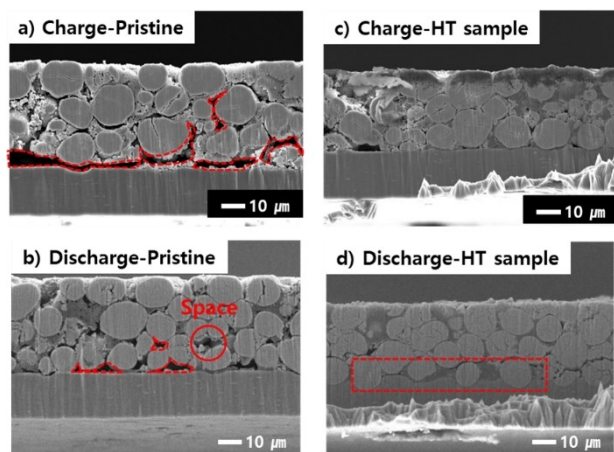 a) Charge-Pristine
c) Charge-HT sample
10 ㎛
10 ㎛
b) Discharge-Pristine
d) Discharge-HT sample
Space
10 ㎛
10 ㎛